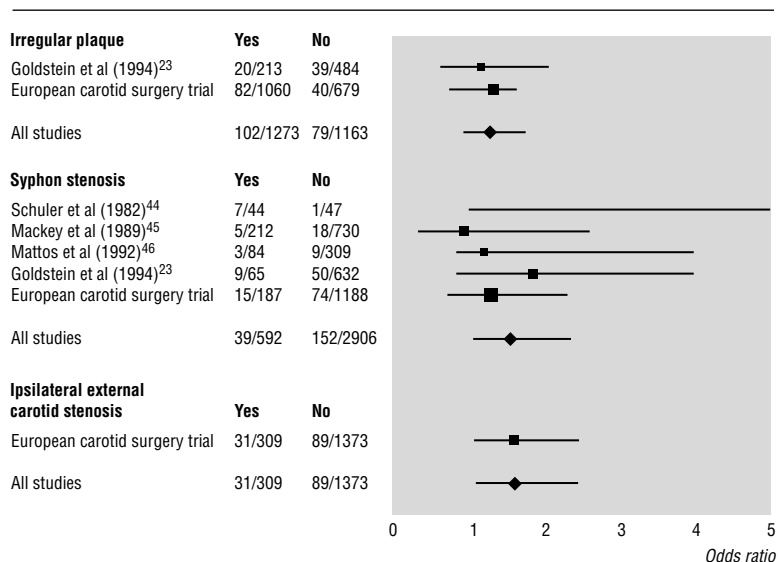 Irregular plaque Yes No
Goldstein et al (1994)23 20/213 39/484
European carotid surgery trial 82/1060 40/679
All studies 102/1273 79/1163
Syphon stenosis Yes No
Schuler et al (1982)44 7/44 1/47
Mackey et al (1989)45 5/212 18/730
Mattos et al (1992)46 3/84 9/309
Goldstein et al (1994)23 9/65 50/632
European carotid surgery trial 15/187 74/1188
All studies 39/592 152/2906
Ipsilateral external
carotid stenosis Yes No
European carotid surgery trial 31/309 89/1373
All studies 31/309 89/1373
0 1 2 3 4 5
Odds ratio